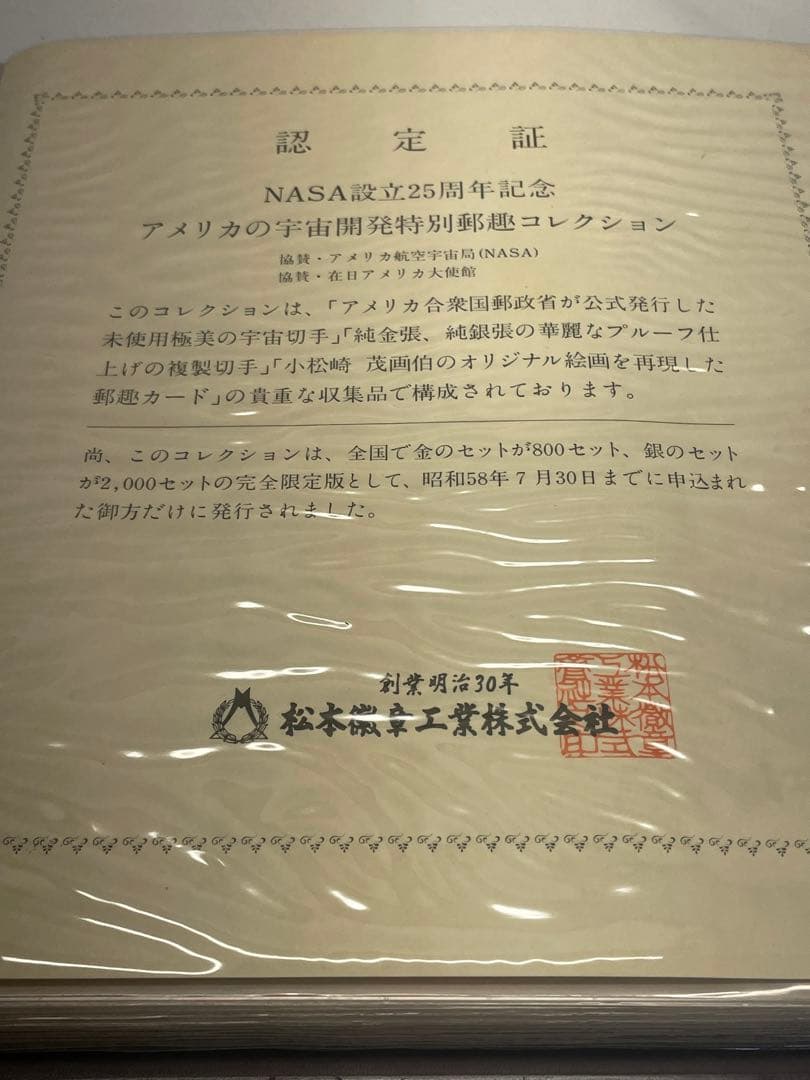 認定証
NASA設立25周年記念
アメリカの宇宙開発特別郵趣コレクション
協賛・アメリカ航空宇宙局(NASA)
協賛・在日アメリカ大使館
このコレクションは、「アメリカ合衆国郵政省が公式発行した
未使用極美の宇宙切手」「純金張、純銀張の華麗なプルーフ仕
上げの複製切手」「小松崎 茂画伯のオリジナル絵画を再現した
郵趣カード」の貴重な収集品で構成されております。
尚、このコレクションは、全国で金のセットが800セット、銀のセット
が2,000セットの完全限定版として、昭和58年7月30日までに申込まれ
た御方だけに発行されました。
創業明治30年
松本徽章工業株式会社